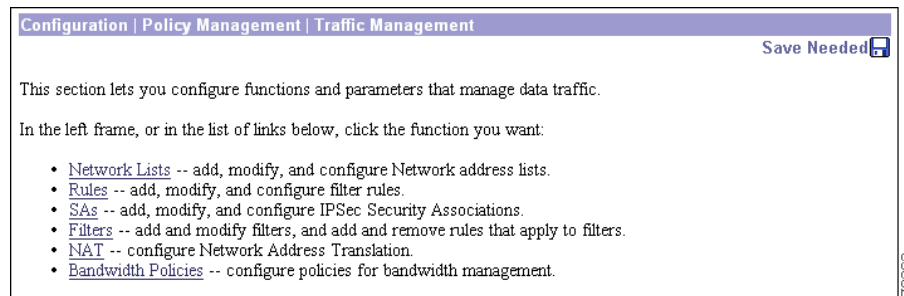 Configuration | Policy Management | Traffic Management
Save Needed
This section lets you configure functions and parameters that manage data traffic.
In the left frame, or in the list of links below, click the function you want:
• Network Lists -- add, modify, and configure Network address lists.
• Rules -- add, modify, and configure filter rules.
• SAs -- add, modify, and configure IPSec Security Associations.
• Filters -- add and modify filters, and add and remove rules that apply to filters.
• NAT -- configure Network Address Translation.
• Bandwidth Policies -- configure policies for bandwidth management.